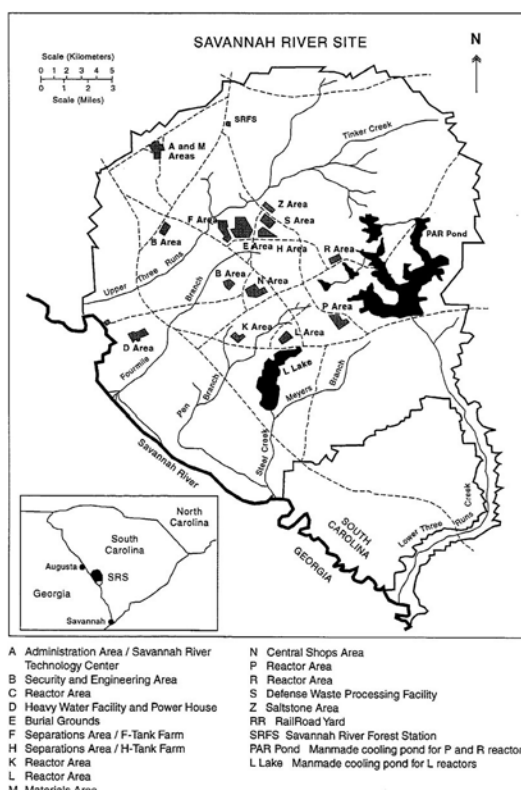 SAVANNAH RIVER SITE
N
Scale (Kilometers)
0 1 2 3 4 5
0 1 2 3
Scale (Miles)
SRFS
Tinker Creek
A and M
Areas
Z Area
S Area
F Area
E Area
H Area
B Area
R Area
PAR Pond
Upper Three Runs
B Area
N Area
P Area
K Area
L Area
D Area
Fourmile Branch
L Lake
Pen Branch
Meyers Branch
Steel Creek
Savannah River
SOUTH CAROLINA
GEORGIA
Lower Three Runs Creek
North
Carolina
South
Carolina
Augusta
SRS
Georgia
Savannah
A Administration Area / Savannah River
Technology Center
B Security and Engineering Area
C Reactor Area
D Heavy Water Facility and Power House
E Burial Grounds
F Separations Area / F-Tank Farm
H Separations Area / H-Tank Farm
K Reactor Area
L Reactor Area
M Materials Area
N Central Shops Area
P Reactor Area
R Reactor Area
S Defense Waste Processing Facility
Z Saltstone Area
RR RailRoad Yard
SRFS Savannah River Forest Station
PAR Pond Manmade cooling pond for P and R reactor
L Lake Manmade cooling pond for L reactors